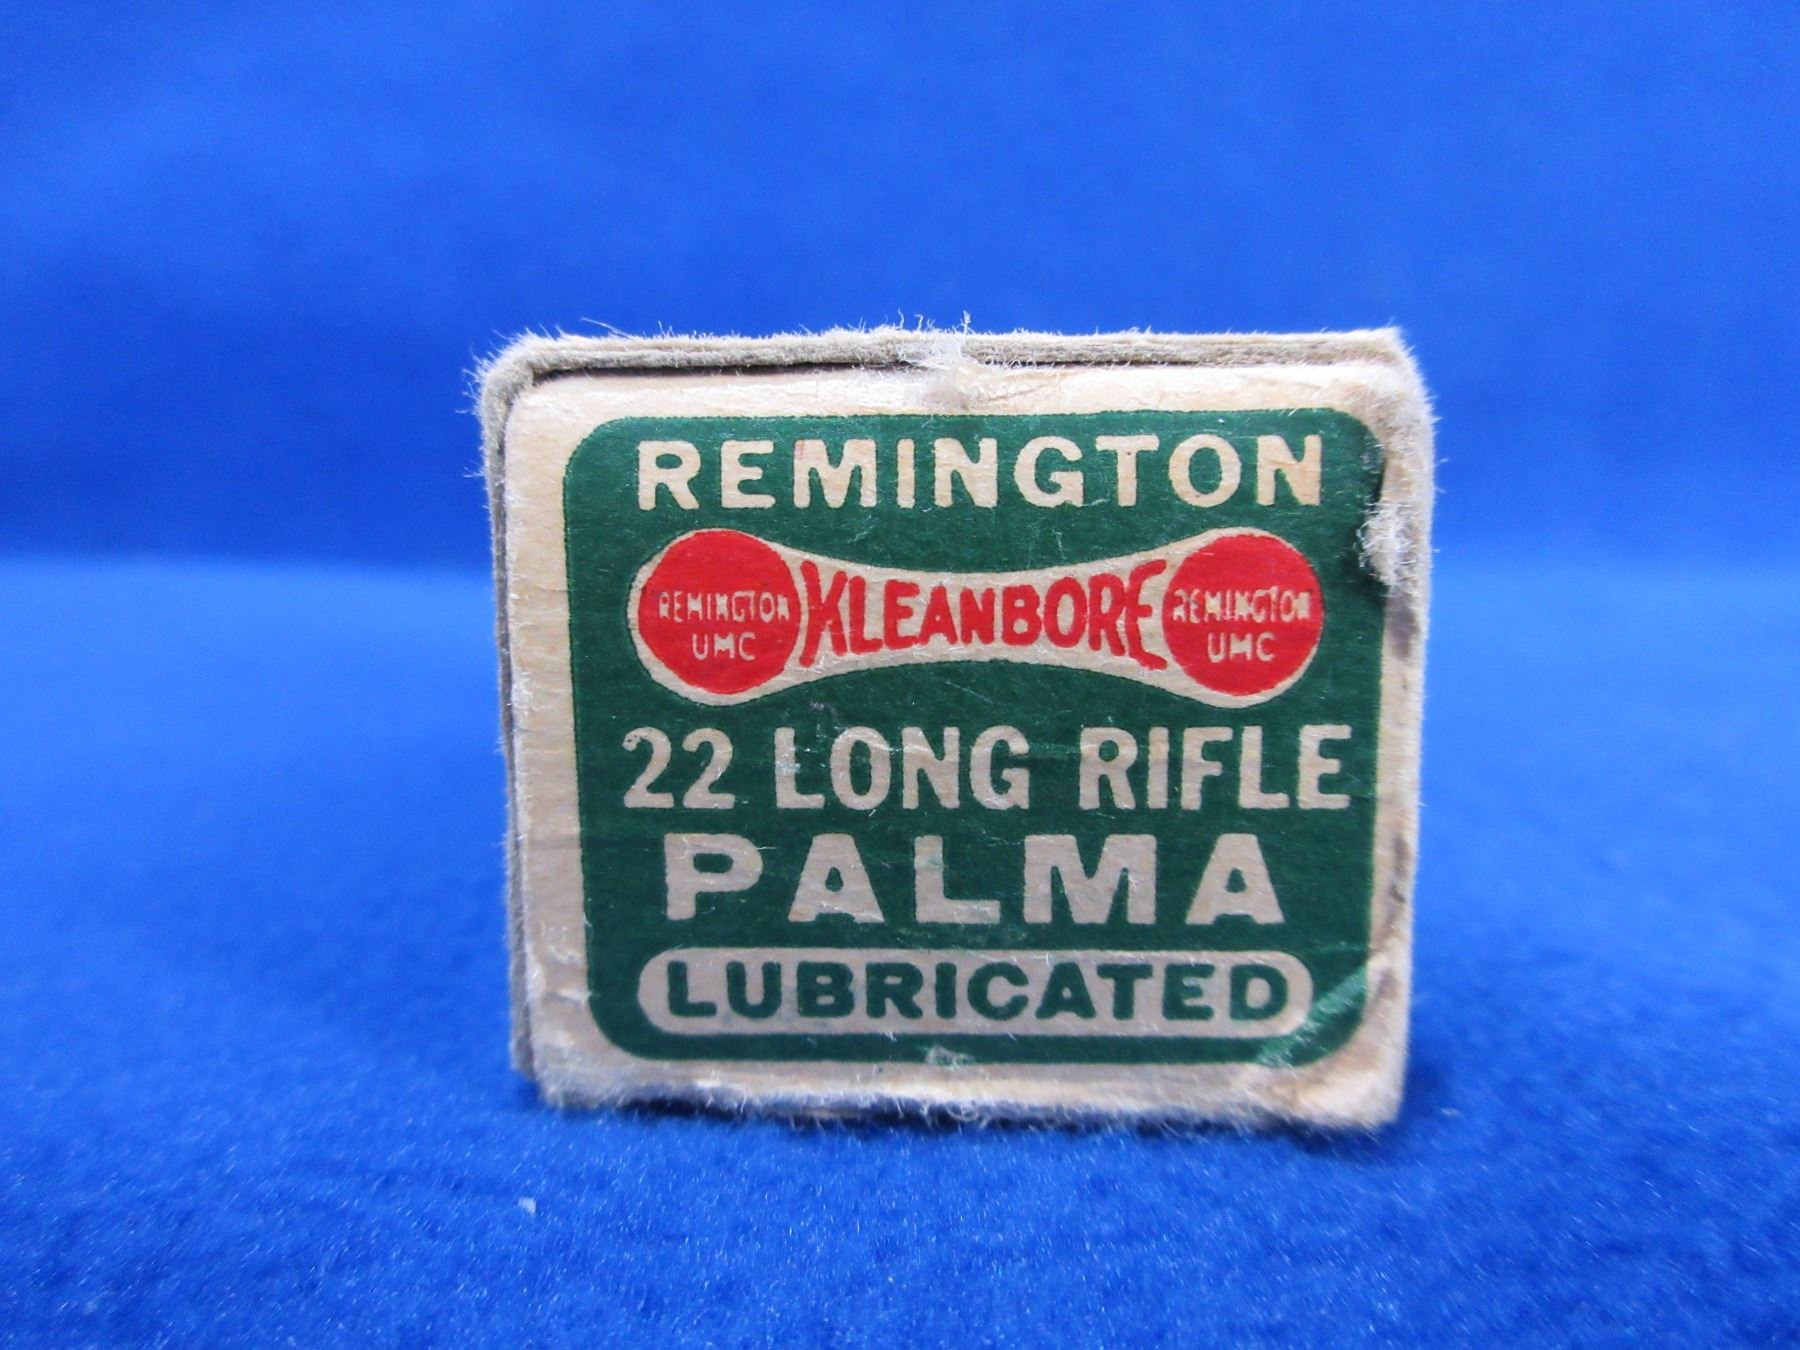 REMINGTON
REMINGTON UMC KLEANBORE REMINGTON UMC
22 LONG RIFLE
PALMA
LUBRICATED